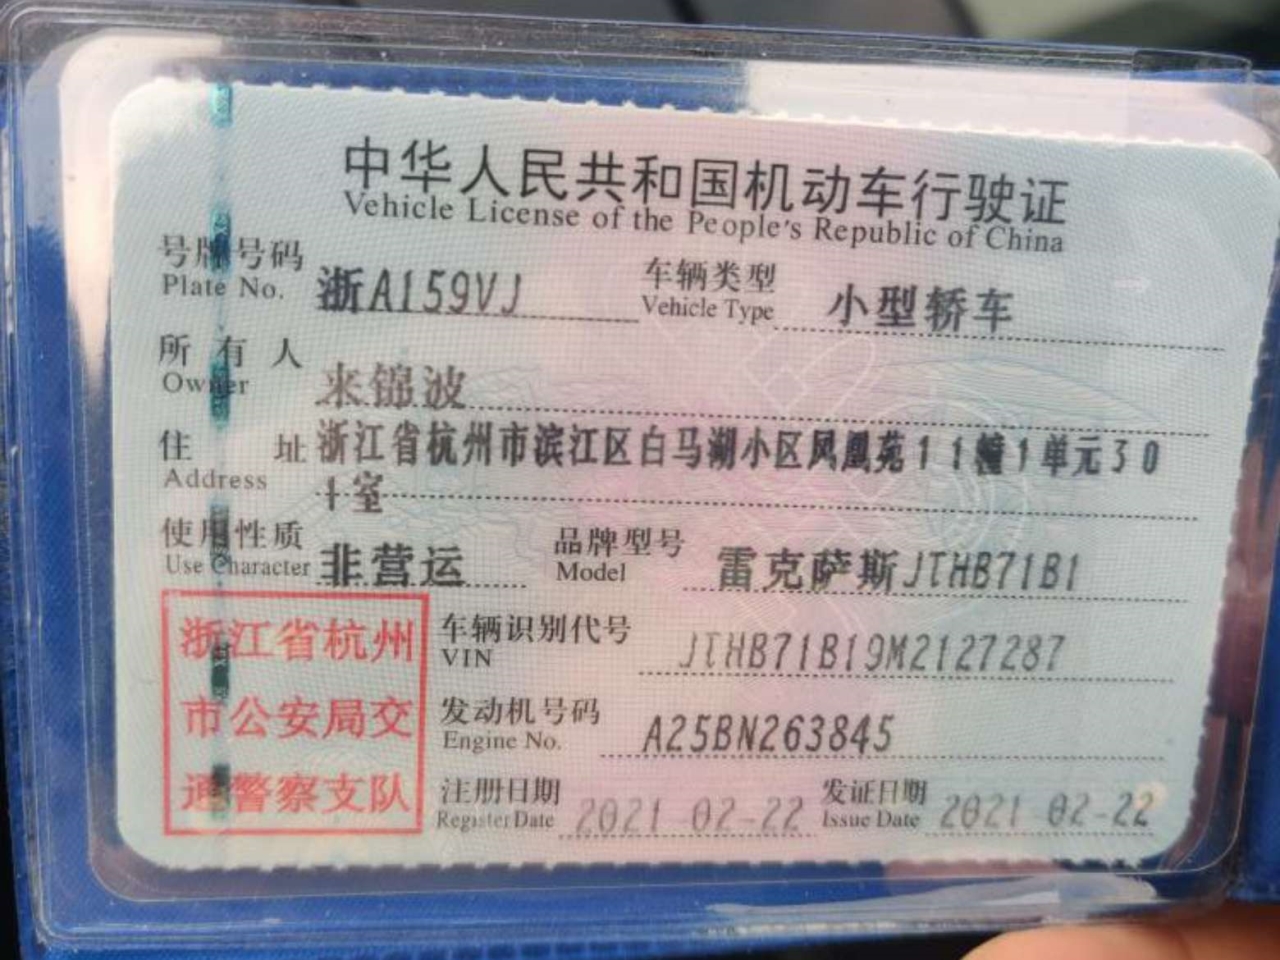 中华人民共和国机动车行驶证
Vehicle License of the People's Republic of China
号牌号码 浙A159VJ 车辆类型 小型轿车
Plate No. Vehicle Type
所有人 来锦波
Owner
住址 浙江省杭州市滨江区白马湖小区凤凰苑11幢1单元30
Address 1室
使用性质 非营运 品牌型号 雷克萨斯JTHB71B1
Use Character Model
浙江省杭州
市公安局交
通警察支队
车辆识别代号 JTHB71B19M2127287
VIN
发动机号码 A25BN263845
Engine No.
注册日期 2021-02-22 发证日期 2021-02-22
Register Date Issue Date